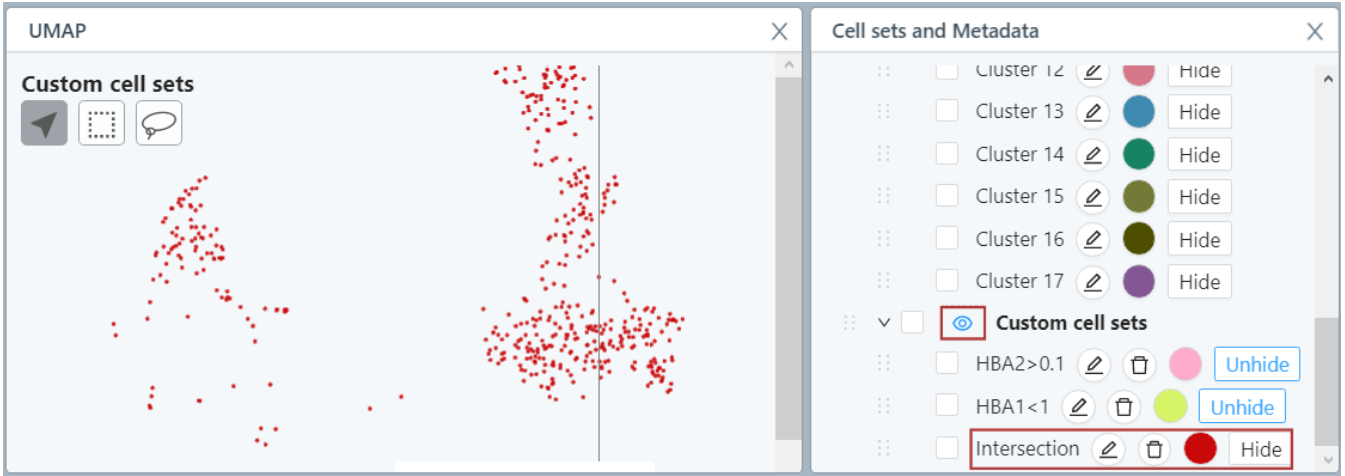 UMAP
Custom cell sets
Cell sets and Metadata
Cluster 12 Hide
Cluster 13 Hide
Cluster 14 Hide
Cluster 15 Hide
Cluster 16 Hide
Cluster 17 Hide
Custom cell sets
HBA2>0.1 Unhide
HBA1<1 Unhide
Intersection Hide